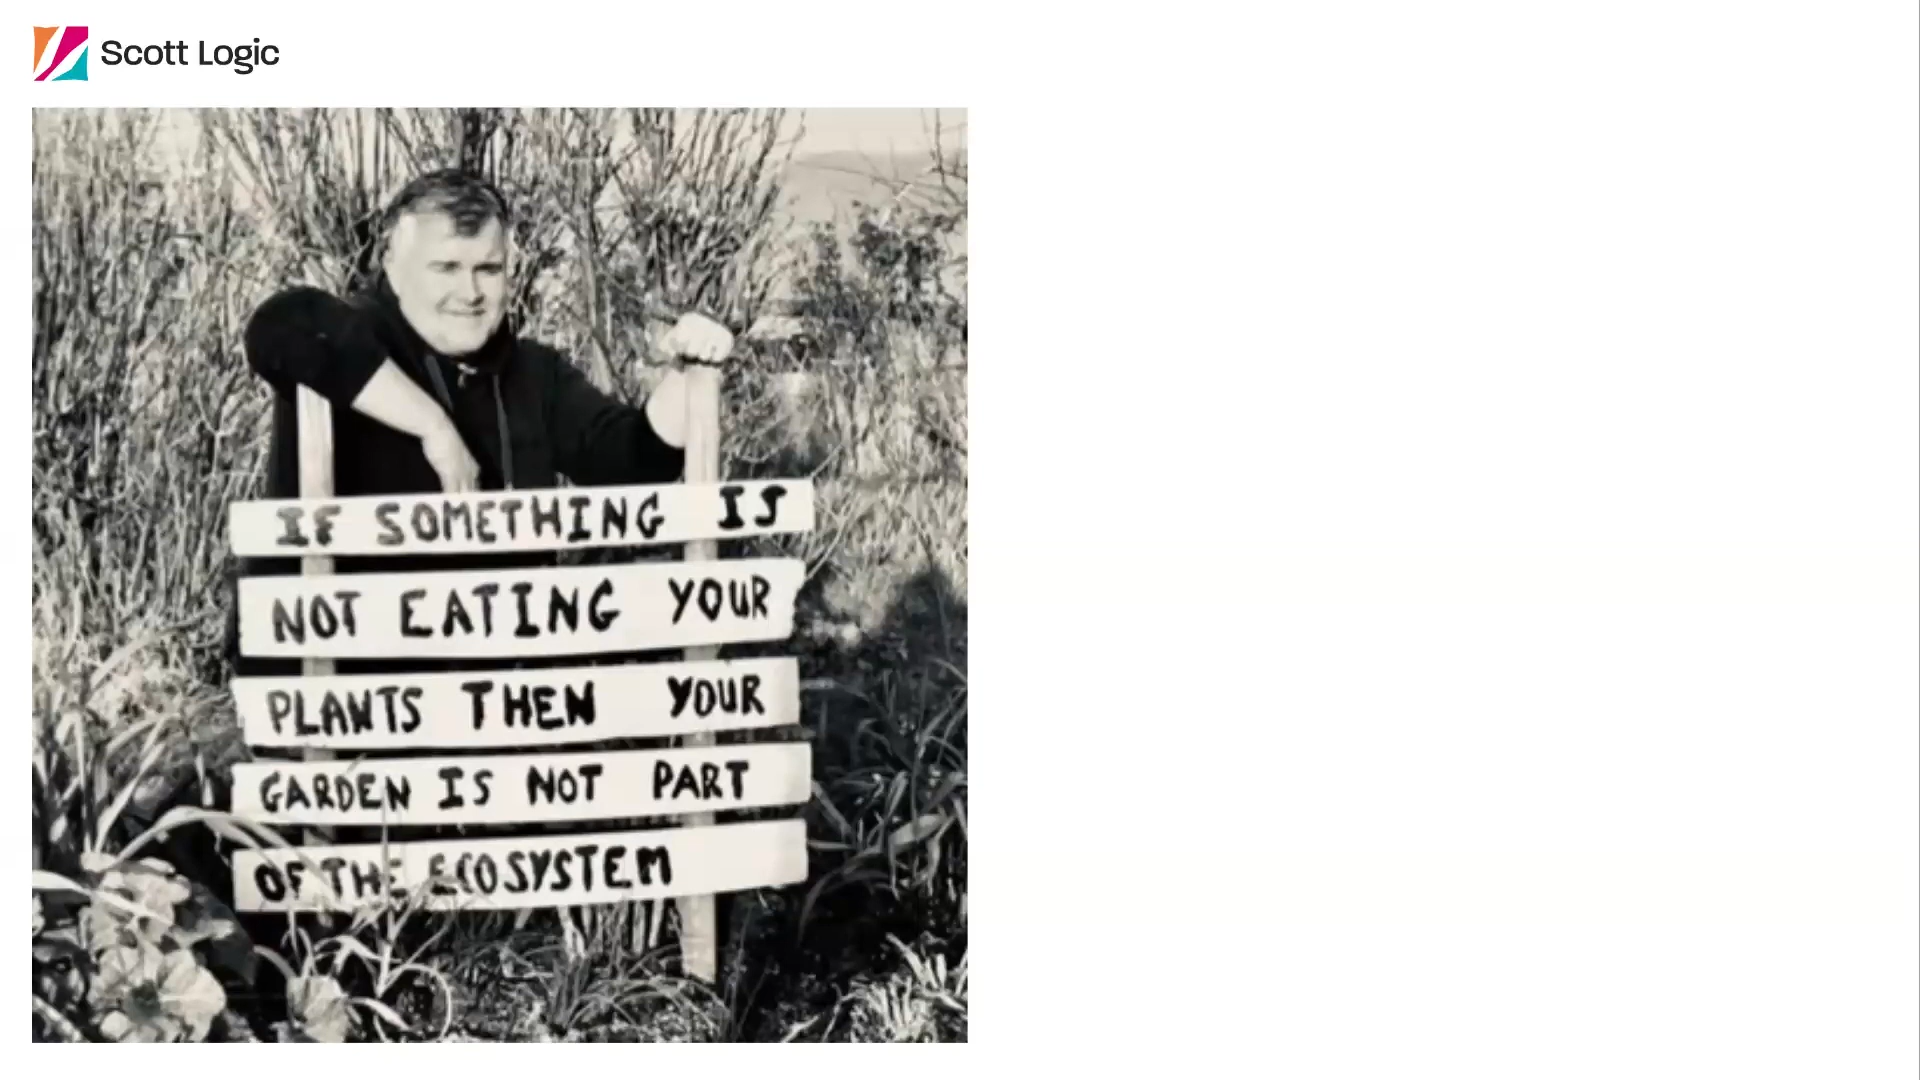 Scott Logic
IF SOMETHING IS
NOT EATING YOUR
PLANTS THEN YOUR
GARDEN IS NOT PART
OF THE ECOSYSTEM